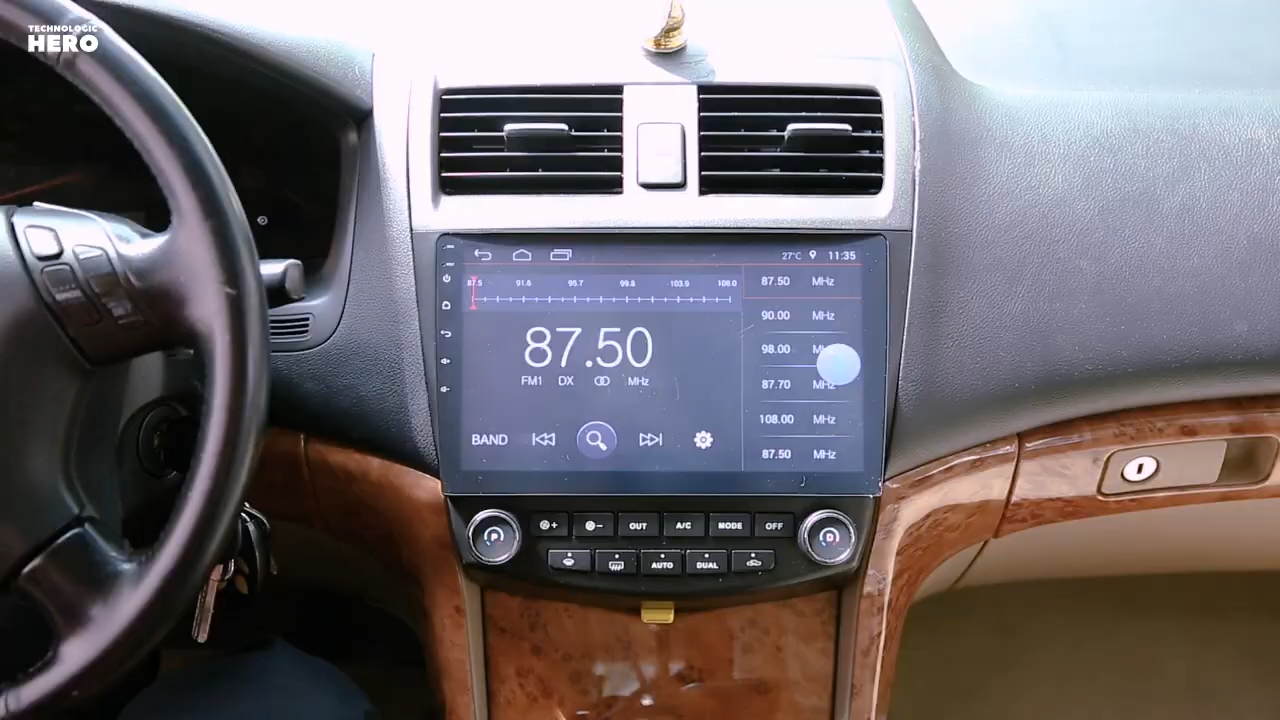 TECHNOLOGIC
HERO
27°C 11:35
87.5 91.6 95.7 99.8 103.9 108.0
87.50
FM1 DX MHz
BAND
87.50 MHz
90.00 MHz
98.00 MHz
87.70 MHz
108.00 MHz
87.50 MHz
+ - OUT A/C MODE OFF
AUTO DUAL
P
D